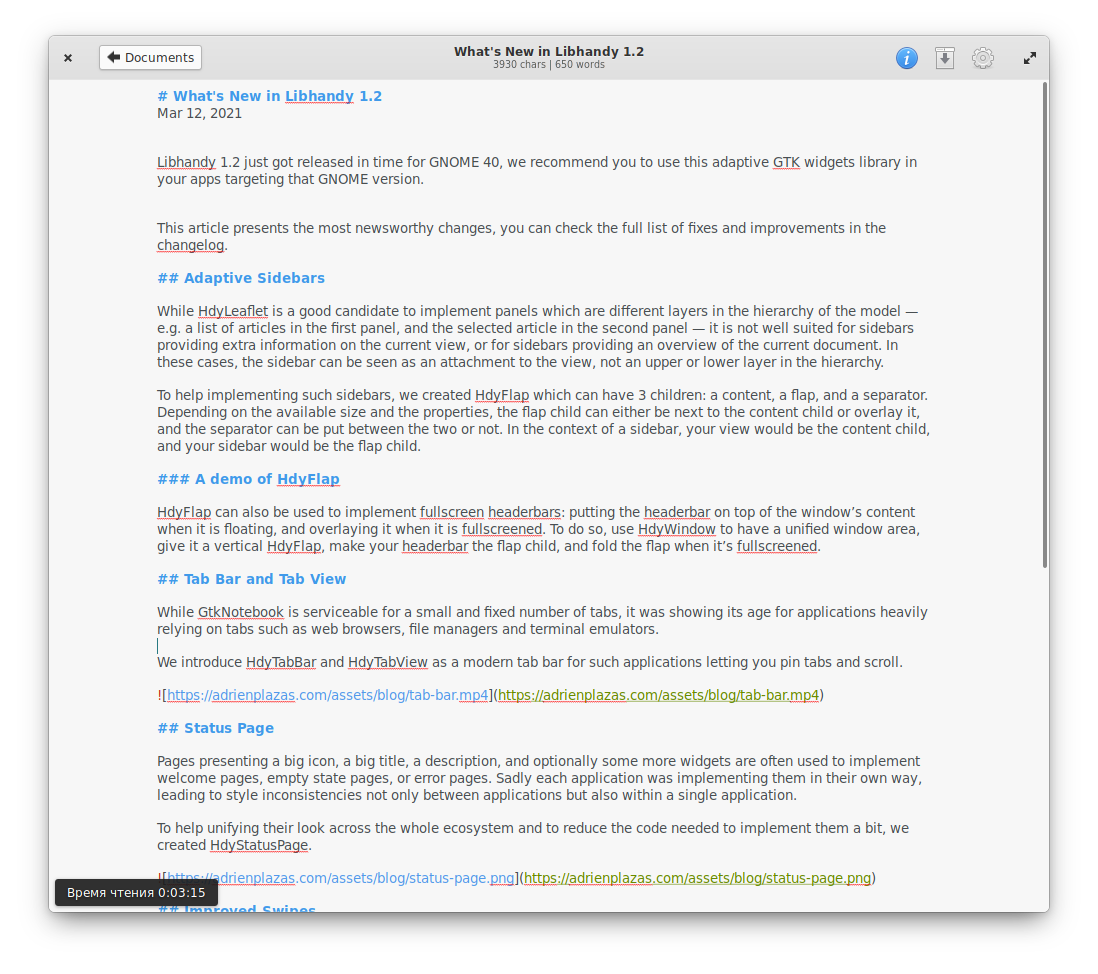 Documents
What's New in Libhandy 1.2
3930 chars | 650 words
# What's New in Libhandy 1.2
Mar 12, 2021
Libhandy 1.2 just got released in time for GNOME 40, we recommend you to use this adaptive GTK widgets library in
your apps targeting that GNOME version.
This article presents the most newsworthy changes, you can check the full list of fixes and improvements in the
changelog.
## Adaptive Sidebars
While HdyLeaflet is a good candidate to implement panels which are different layers in the hierarchy of the model —
e.g. a list of articles in the first panel, and the selected article in the second panel — it is not well suited for sidebars
providing extra information on the current view, or for sidebars providing an overview of the current document. In
these cases, the sidebar can be seen as an attachment to the view, not an upper or lower layer in the hierarchy.
To help implementing such sidebars, we created HdyFlap which can have 3 children: a content, a flap, and a separator.
Depending on the available size and the properties, the flap child can either be next to the content child or overlay it,
and the separator can be put between the two or not. In the context of a sidebar, your view would be the content child,
and your sidebar would be the flap child.
### A demo of HdyFlap
HdyFlap can also be used to implement fullscreen headerbars: putting the headerbar on top of the window’s content
when it is floating, and overlaying it when it is fullscreened. To do so, use HdyWindow to have a unified window area,
give it a vertical HdyFlap, make your headerbar the flap child, and fold the flap when it’s fullscreened.
## Tab Bar and Tab View
While GtkNotebook is serviceable for a small and fixed number of tabs, it was showing its age for applications heavily
relying on tabs such as web browsers, file managers and terminal emulators.
We introduce HdyTabBar and HdyTabView as a modern tab bar for such applications letting you pin tabs and scroll.
![https://adrienplazas.com/assets/blog/tab-bar.mp4](https://adrienplazas.com/assets/blog/tab-bar.mp4)
## Status Page
Pages presenting a big icon, a big title, a description, and optionally some more widgets are often used to implement
welcome pages, empty state pages, or error pages. Sadly each application was implementing them in their own way,
leading to style inconsistencies not only between applications but also within a single application.
To help unifying their look across the whole ecosystem and to reduce the code needed to implement them a bit, we
created HdyStatusPage.
![https://adrienplazas.com/assets/blog/status-page.png](https://adrienplazas.com/assets/blog/status-page.png)
Время чтения 0:03:15
## Improved Swipes